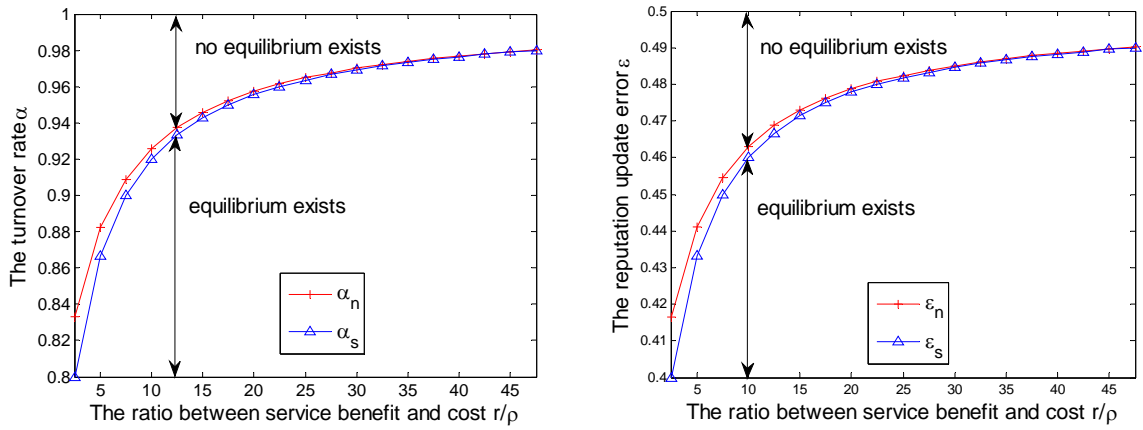 The turnover rate α
1
0.98
0.96
0.94
0.92
0.9
0.88
0.86
0.84
0.82
0.8
no equilibrium exists
equilibrium exists
αn
αs
5 10 15 20 25 30 35 40 45
The ratio between service benefit and cost r/ρ
The reputation update error ε
0.5
0.49
0.48
0.47
0.46
0.45
0.44
0.43
0.42
0.41
0.4
no equilibrium exists
equilibrium exists
εn
εs
5 10 15 20 25 30 35 40 45
The ratio between service benefit and cost r/ρ